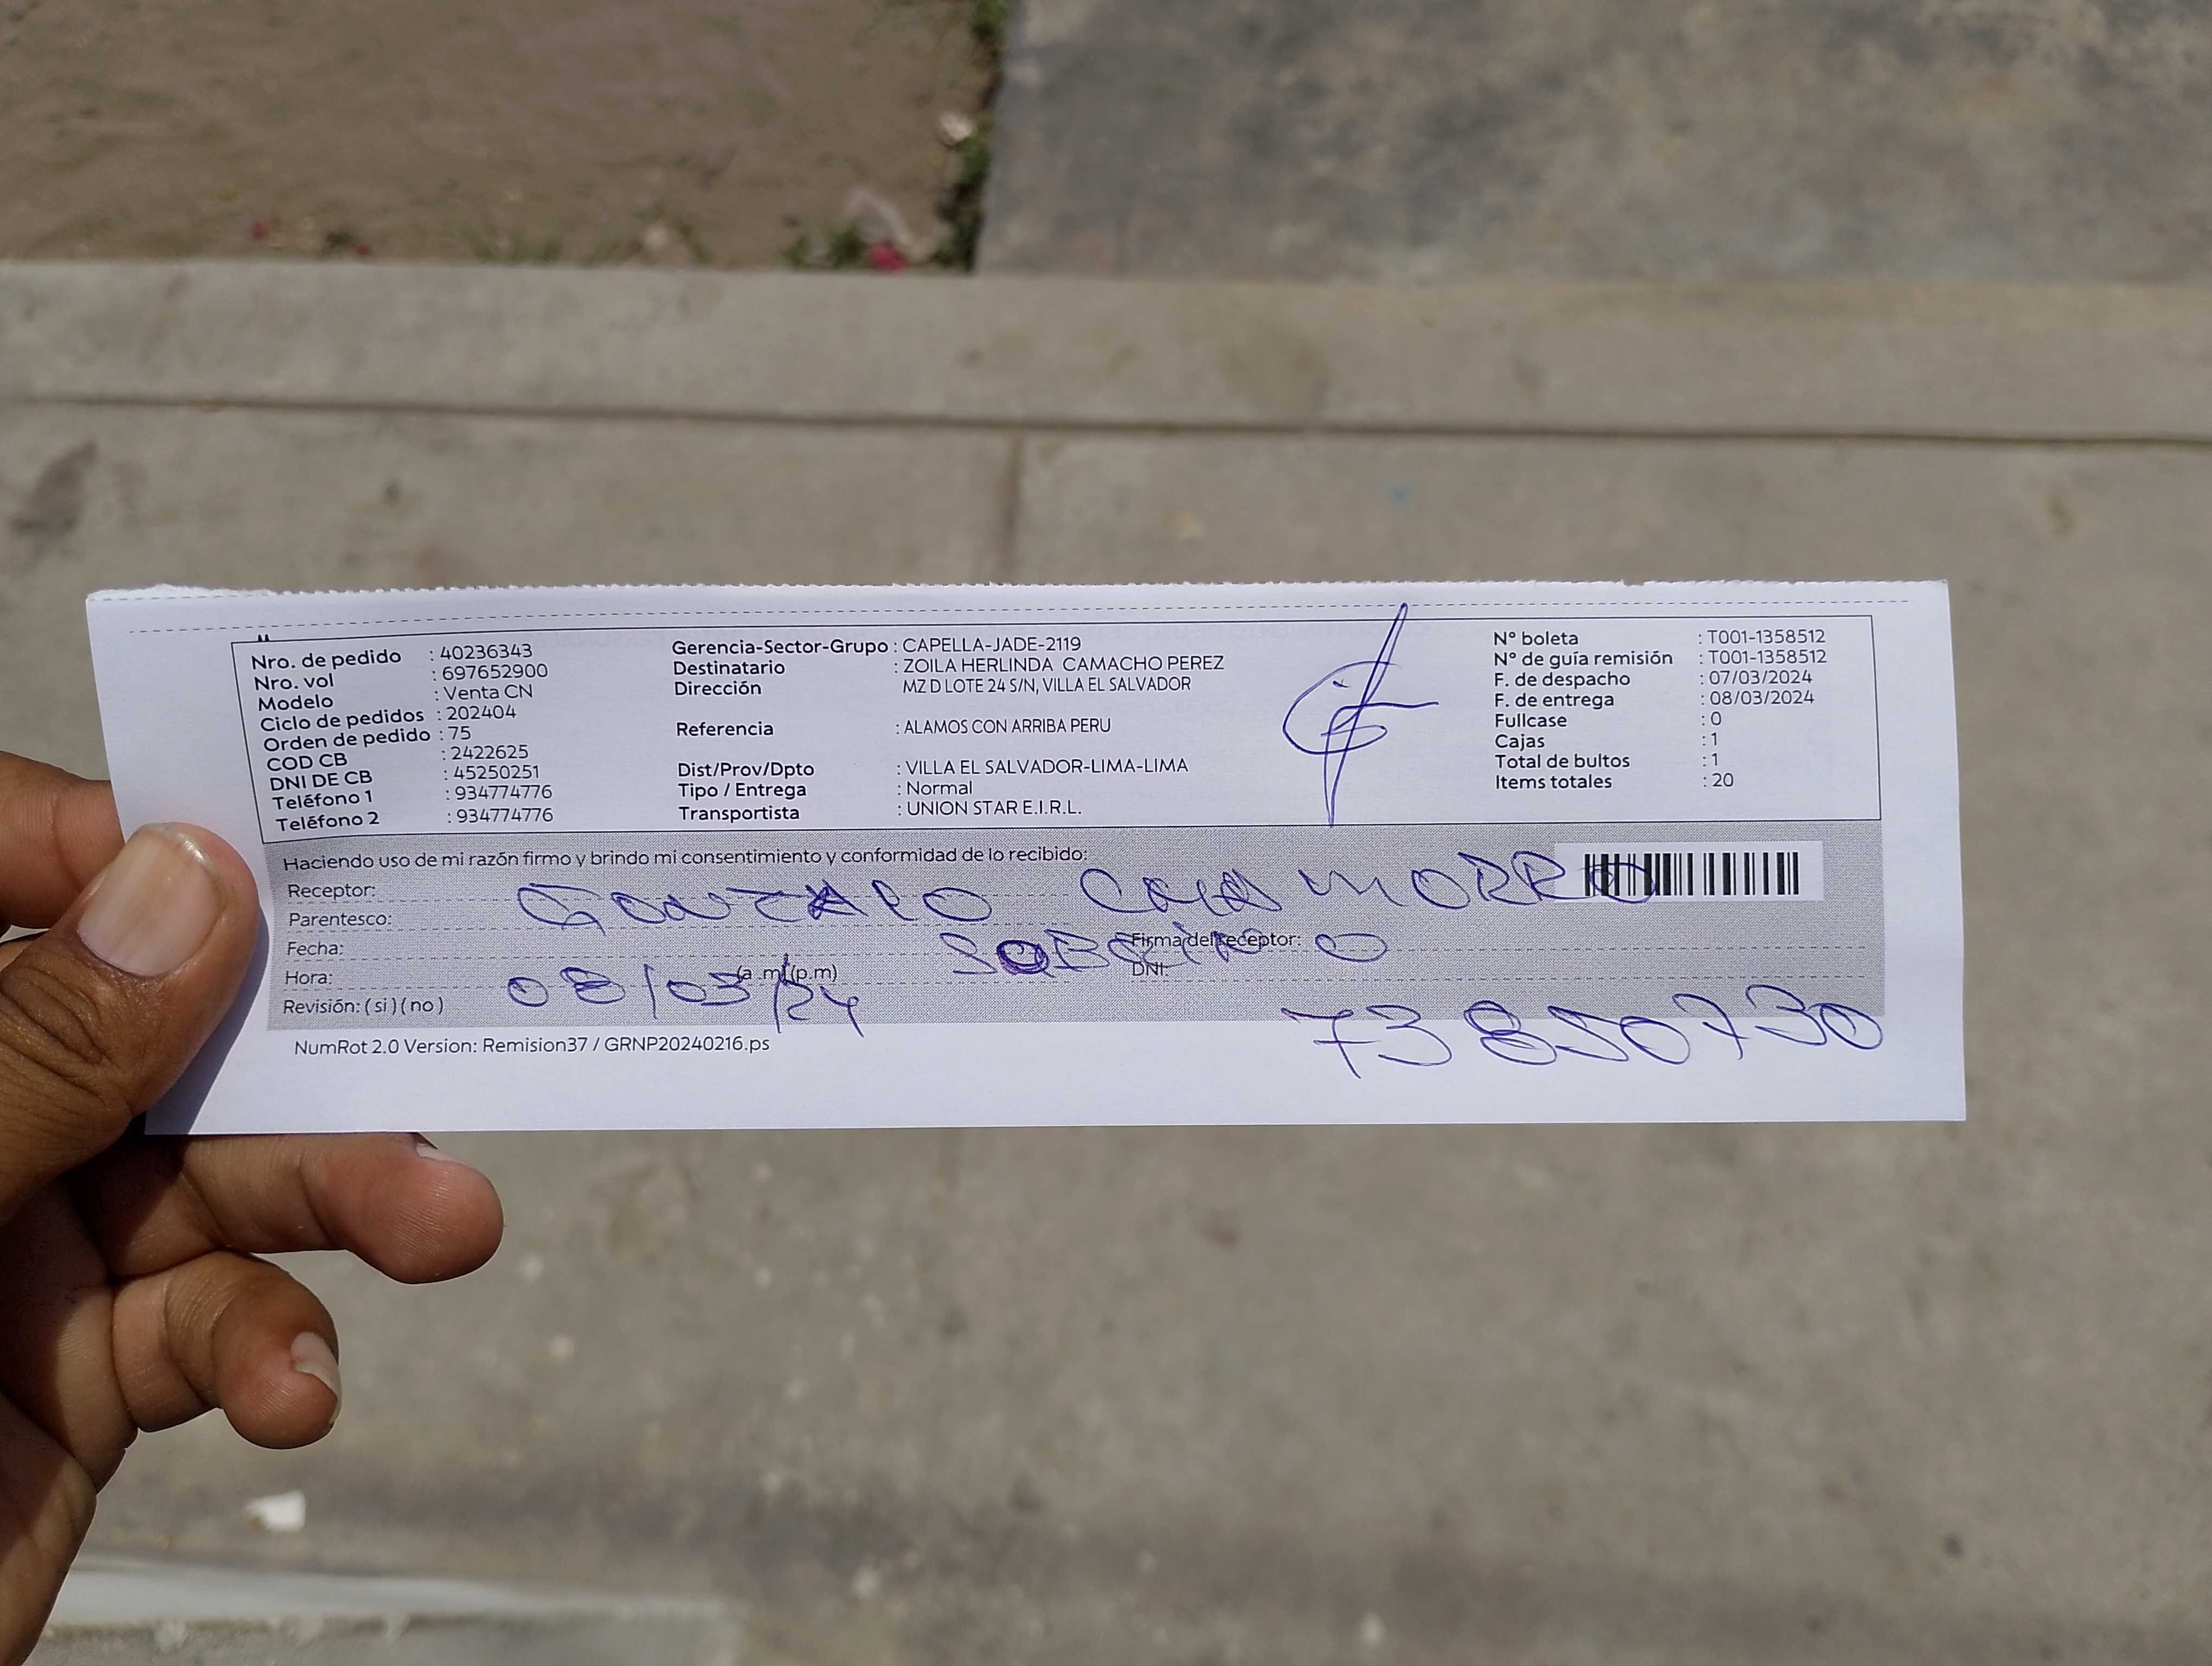 Nro. de pedido : 40236343
Nro. vol : 697652900
Modelo : Venta CN
Ciclo de pedidos : 202404
Orden de pedido : 75
COD CB : 2422625
DNI DE CB : 45250251
Teléfono 1 : 934774776
Teléfono 2 : 934774776
Gerencia-Sector-Grupo : CAPELLA-JADE-2119
Destinatario : ZOILA HERLINDA CAMACHO PEREZ
Dirección MZ D LOTE 24 S/N, VILLA EL SALVADOR
Referencia : ALAMOS CON ARRIBA PERU
Dist/Prov/Dpto : VILLA EL SALVADOR-LIMA-LIMA
Tipo / Entrega : Normal
Transportista : UNION STAR E.I.R.L.
N° boleta : T001-1358512
N° de guía remisión : T001-1358512
F. de despacho : 07/03/2024
F. de entrega : 08/03/2024
Fullcase : 0
Cajas : 1
Total de bultos : 1
Items totales : 20
Haciendo uso de mi razón firmo y brindo mi consentimiento y conformidad de lo recibido:
Receptor: GONZALO CHAMORRO
Parentesco: SOBRINO
Fecha: 08/03/24
Firma del receptor:
Hora: (a.m)(p.m)
DNI: 73850730
Revisión: ( si ) ( no )
NumRot 2.0 Version: Remision37 / GRNP20240216.ps